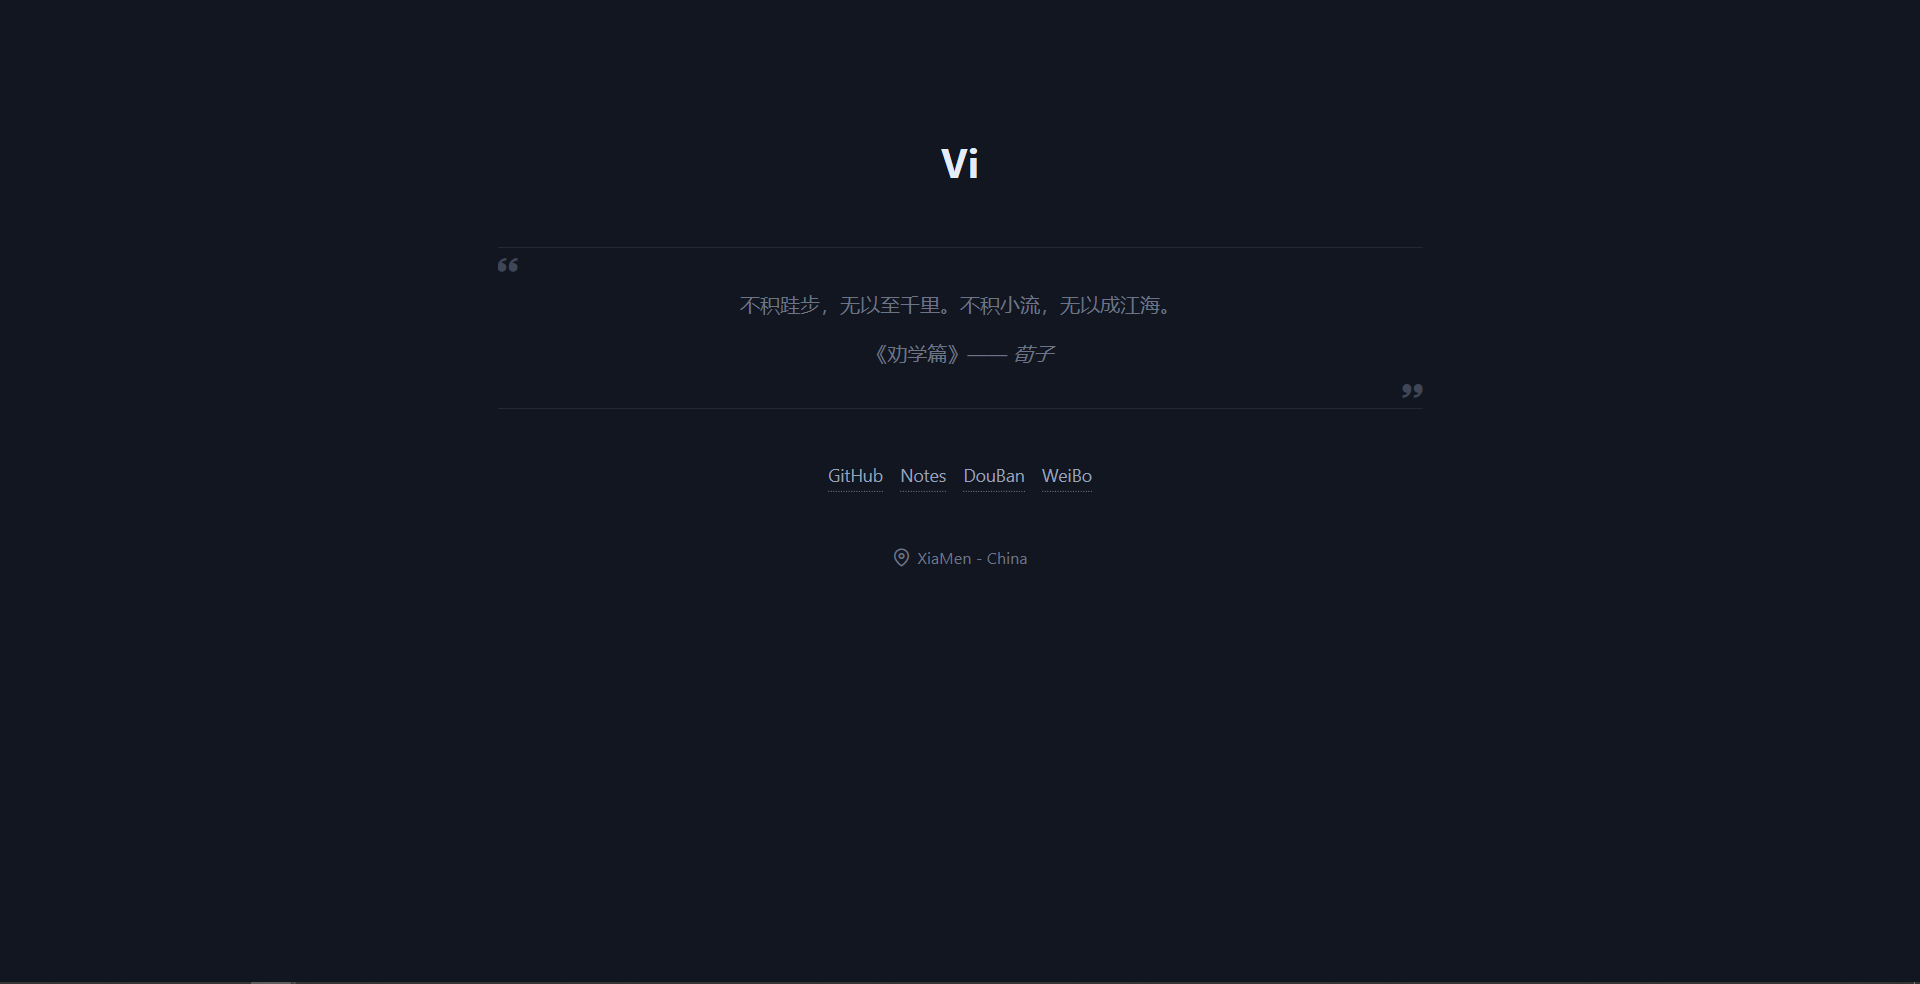 Vi
“
不积跬步，无以至千里。不积小流，无以成江海。
《劝学篇》—— 荀子
”
GitHub Notes DouBan WeiBo
XiaMen - China